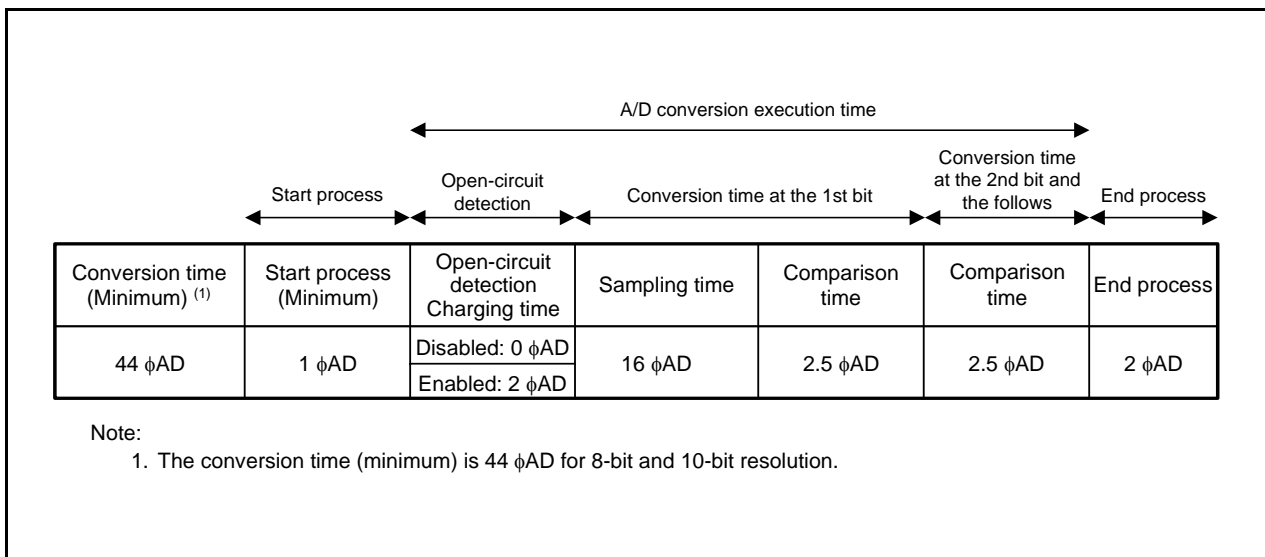 A/D conversion execution time
Start process
Open-circuit
detection
Conversion time at the 1st bit
Conversion time
at the 2nd bit and
the follows
End process
Conversion time
(Minimum) (1)
Start process
(Minimum)
Open-circuit
detection
Charging time
Sampling time
Comparison
time
Comparison
time
End process
44 ϕAD
1 ϕAD
Disabled: 0 ϕAD
Enabled: 2 ϕAD
16 ϕAD
2.5 ϕAD
2.5 ϕAD
2 ϕAD
Note:
1. The conversion time (minimum) is 44 ϕAD for 8-bit and 10-bit resolution.